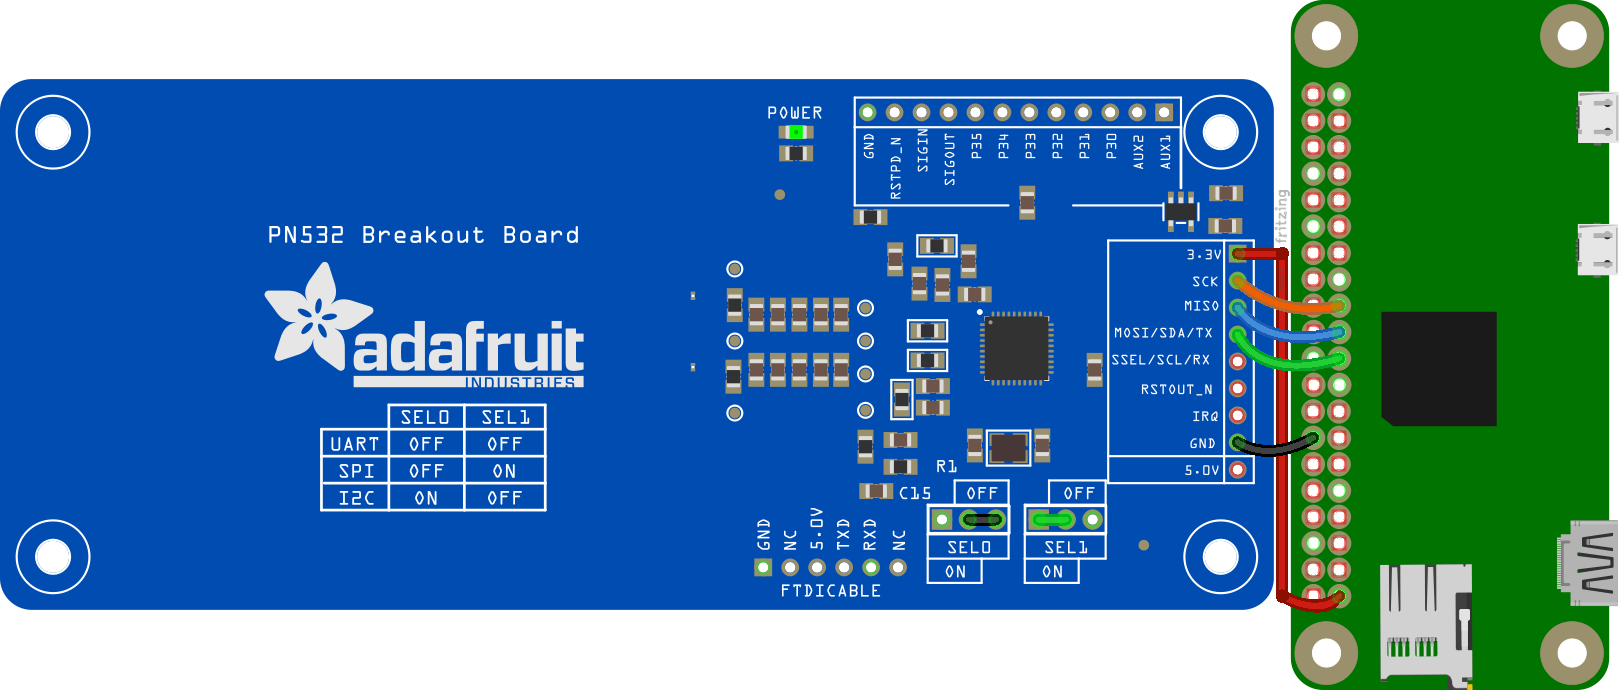 POWER
GND RSTPD_N SIGIN SIGOUT P35 P34 P33 P32 P31 P30 AUX2 AUX1
PN532 Breakout Board
adafruit
INDUSTRIES
SEL0 SEL1
UART OFF OFF
SPI OFF ON
I2C ON OFF
fritzing
3.3V
SCK
MISO
MOSI/SDA/TX
SSEL/SCL/RX
RSTOUT_N
IRQ
GND
5.0V
R1
C15
OFF OFF
SEL0 SEL1
ON ON
GND NC 5.0V TXD RXD NC
FTDICABLE